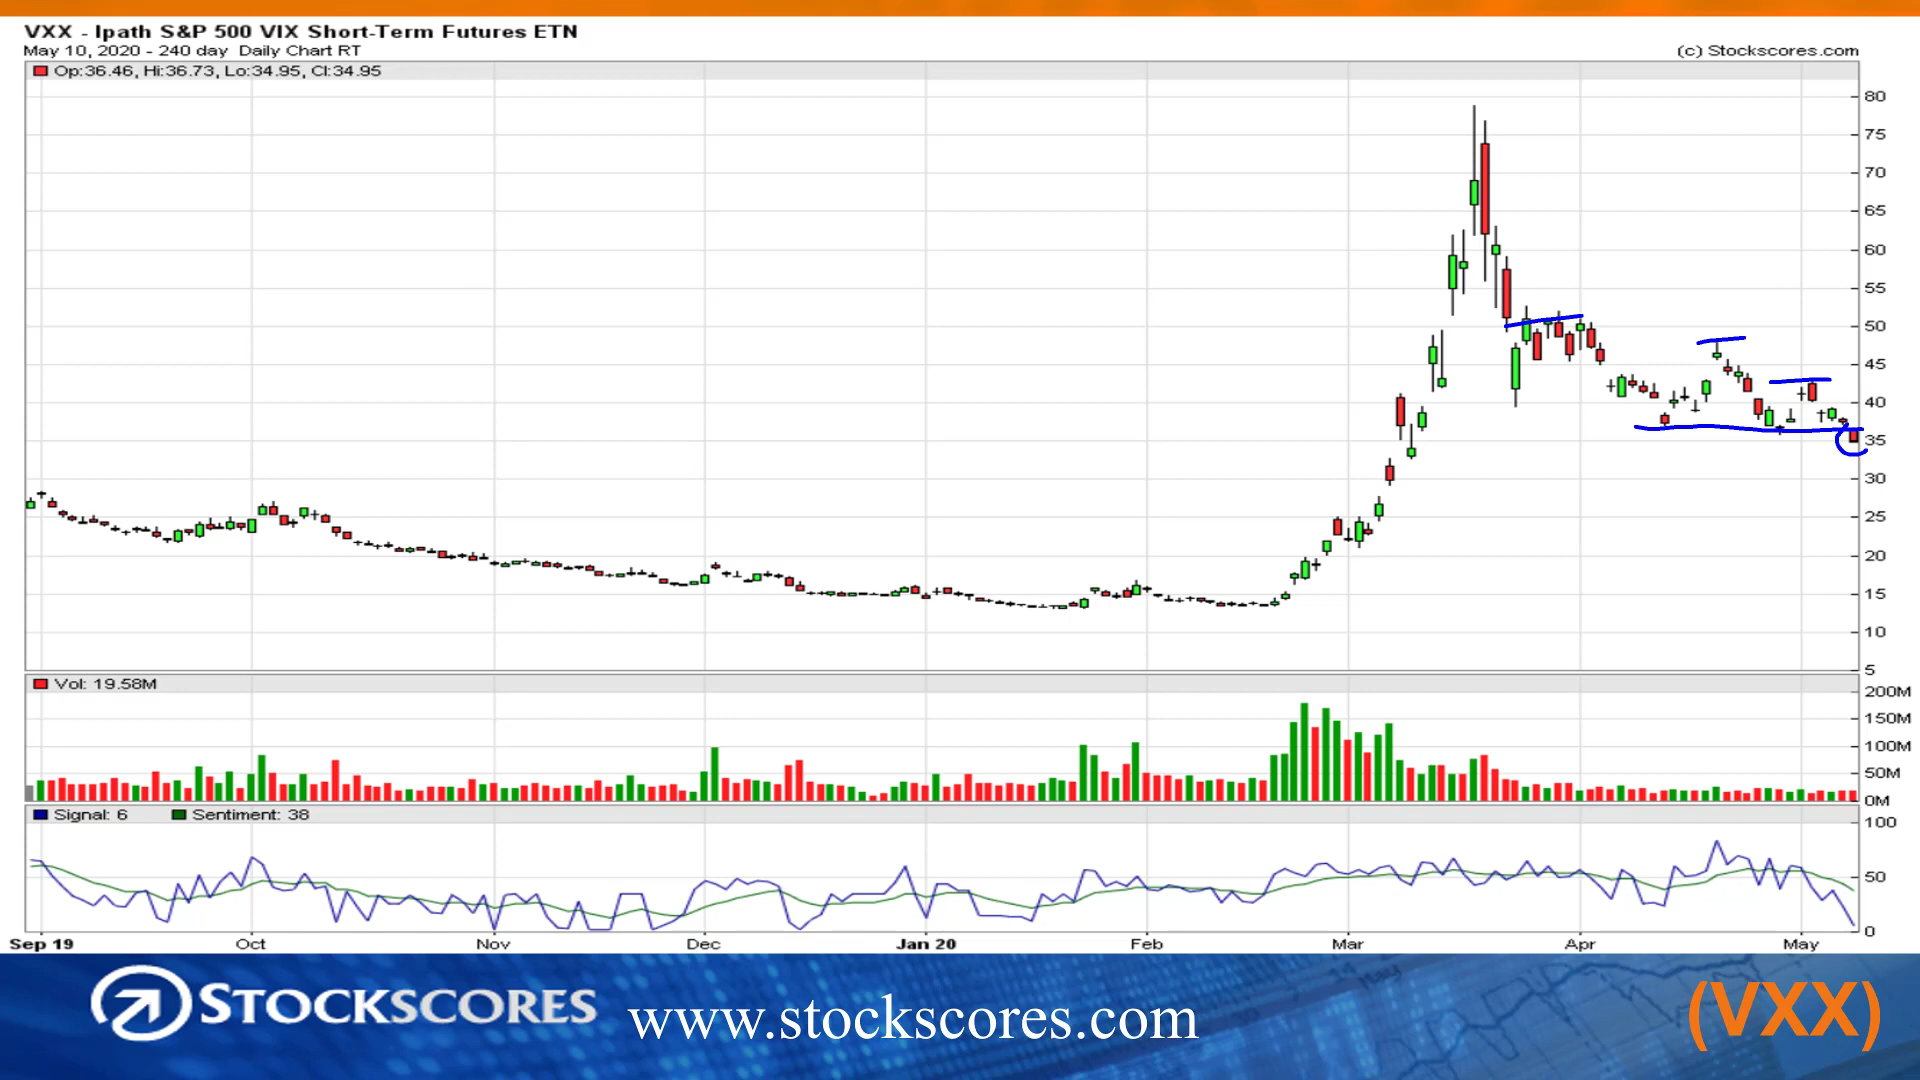 VXX - Ipath S&P 500 VIX Short-Term Futures ETN
May 10, 2020 - 240 day Daily Chart RT
(c) Stockscores.com
Op:36.46, Hi:36.73, Lo:34.95, Cl:34.95
80
75
70
65
60
55
50
45
40
35
30
25
20
15
10
5
Vol: 19.58M
200M
150M
100M
50M
0M
Signal: 6 Sentiment: 38
100
50
0
Sep 19 Oct Nov Dec Jan 20 Feb Mar Apr May
STOCKSCORES
www.stockscores.com
(VXX)